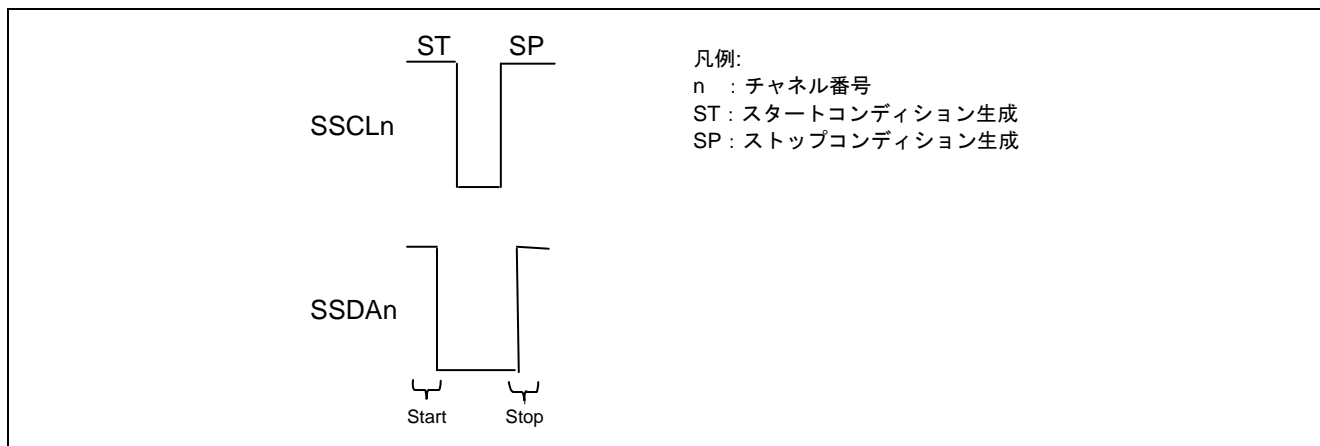 ST SP
SSCLn
SSDAn
Start Stop
凡例:
n :チャネル番号
ST:スタートコンディション生成
SP:ストップコンディション生成